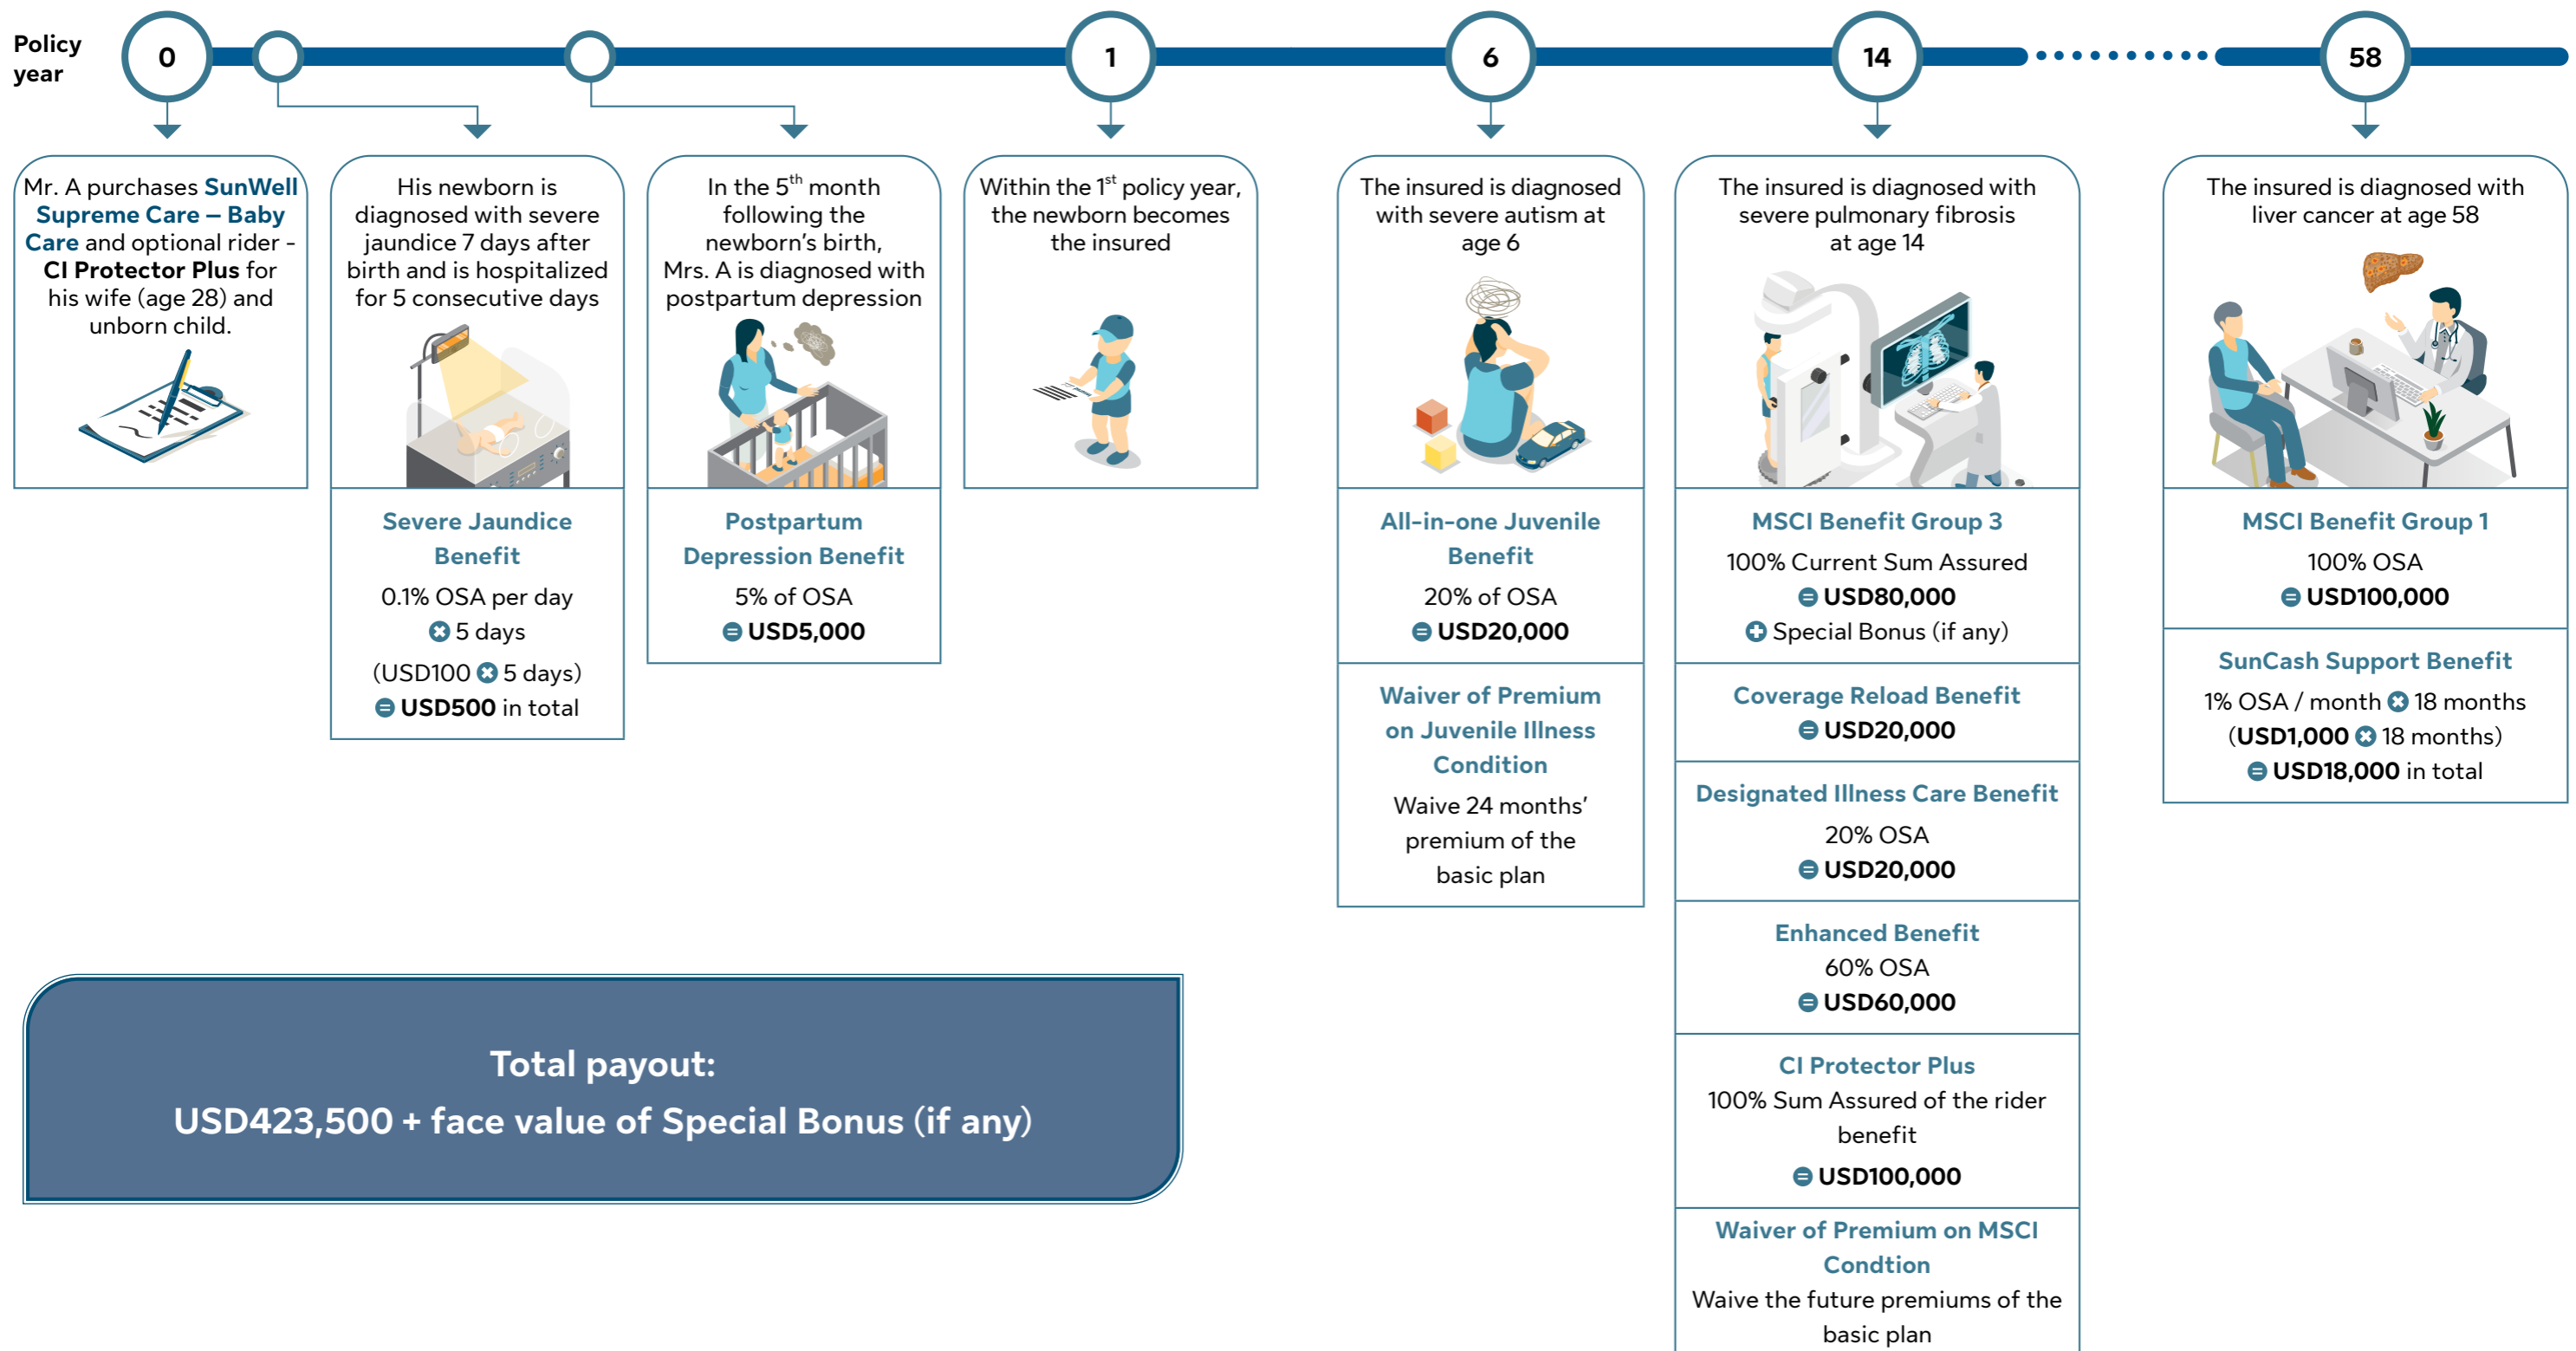 Policy
year
0
1
6
14
58
Mr. A purchases SunWell
Supreme Care – Baby
Care and optional rider -
CI Protector Plus for
his wife (age 28) and
unborn child.
His newborn is
diagnosed with severe
jaundice 7 days after
birth and is hospitalized
for 5 consecutive days
Severe Jaundice
Benefit
0.1% OSA per day
× 5 days
(USD100 × 5 days)
= USD500 in total
In the 5th month
following the
newborn's birth,
Mrs. A is diagnosed with
postpartum depression
Postpartum
Depression Benefit
5% of OSA
= USD5,000
Within the 1st policy year,
the newborn becomes
the insured
The insured is diagnosed
with severe autism at
age 6
All-in-one Juvenile
Benefit
20% of OSA
= USD20,000
Waiver of Premium
on Juvenile Illness
Condition
Waive 24 months'
premium of the
basic plan
The insured is diagnosed with
severe pulmonary fibrosis
at age 14
MSCI Benefit Group 3
100% Current Sum Assured
= USD80,000
+ Special Bonus (if any)
Coverage Reload Benefit
= USD20,000
Designated Illness Care Benefit
20% OSA
= USD20,000
Enhanced Benefit
60% OSA
= USD60,000
CI Protector Plus
100% Sum Assured of the rider
benefit
= USD100,000
Waiver of Premium on MSCI
Condtion
Waive the future premiums of the
basic plan
The insured is diagnosed with
liver cancer at age 58
MSCI Benefit Group 1
100% OSA
= USD100,000
SunCash Support Benefit
1% OSA / month × 18 months
(USD1,000 × 18 months)
= USD18,000 in total
Total payout:
USD423,500 + face value of Special Bonus (if any)